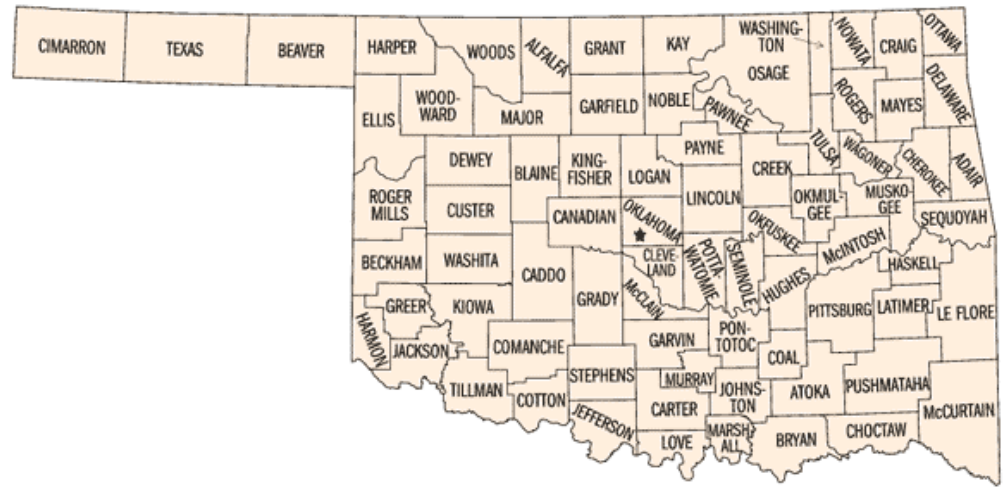 CIMARRON
TEXAS
BEAVER
HARPER
WOODS
ALFALFA
GRANT
KAY
WASHING-
TON
OSAGE
NOWATA
CRAIG
OTTAWA
ELLIS
WOOD-
WARD
MAJOR
GARFIELD
NOBLE
PAWNEE
ROGERS
MAYES
DELAWARE
DEWEY
BLAINE
KING-
FISHER
LOGAN
PAYNE
CREEK
TULSA
WAGONER
CHEROKEE
ADAIR
ROGER
MILLS
CUSTER
CANADIAN
OKLAHOMA
LINCOLN
OKFUSKEE
OKMUL-
GEE
MUSKO-
GEE
SEQUOYAH
BECKHAM
WASHITA
CADDO
GRADY
CLEVE-
LAND
McCLAIN
POTTA-
WATOMIE
SEMINOLE
HUGHES
McINTOSH
HASKELL
GREER
KIOWA
PITTSBURG
LATIMER
LE FLORE
HARMON
JACKSON
COMANCHE
STEPHENS
GARVIN
PON-
TOTOC
COAL
TILLMAN
COTTON
JEFFERSON
MURRAY
CARTER
JOHNS-
TON
ATOKA
PUSHMATAHA
McCURTAIN
LOVE
MARSH-
ALL
BRYAN
CHOCTAW